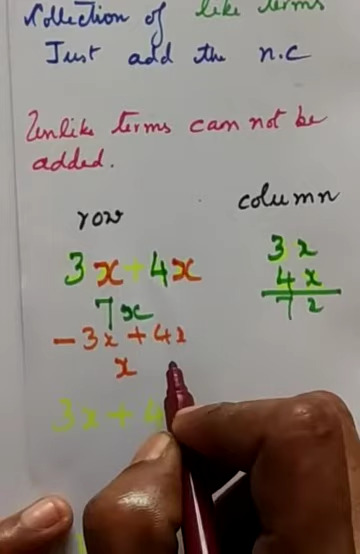 Collection of like terms
Just add the n.c
Unlike terms can not be added.
row
3x + 4x
7x
-3x + 4x
x
3x + 4
column
3x
4x
7x